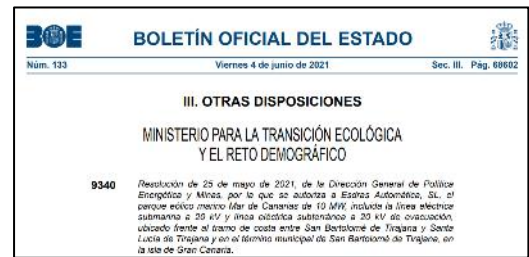 BOE
BOLETÍN OFICIAL DEL ESTADO
Núm. 133 Viernes 4 de junio de 2021 Sec. III. Pág. 68602
III. OTRAS DISPOSICIONES
MINISTERIO PARA LA TRANSICIÓN ECOLÓGICA
Y EL RETO DEMOGRÁFICO
9340 Resolución de 25 de mayo de 2021, de la Dirección General de Política
Energética y Minas, por la que se autoriza a Esdras Automática, SL, el
parque eólico marino Mar de Canarias de 10 MW, incluida la línea eléctrica
submarina a 20 kV y línea eléctrica subterránea a 20 kV de evacuación,
ubicado frente al tramo de costa entre San Bartolomé de Tirajana y Santa
Lucía de Tirajana y en el término municipal de San Bartolomé de Tirajana, en
la isla de Gran Canaria.